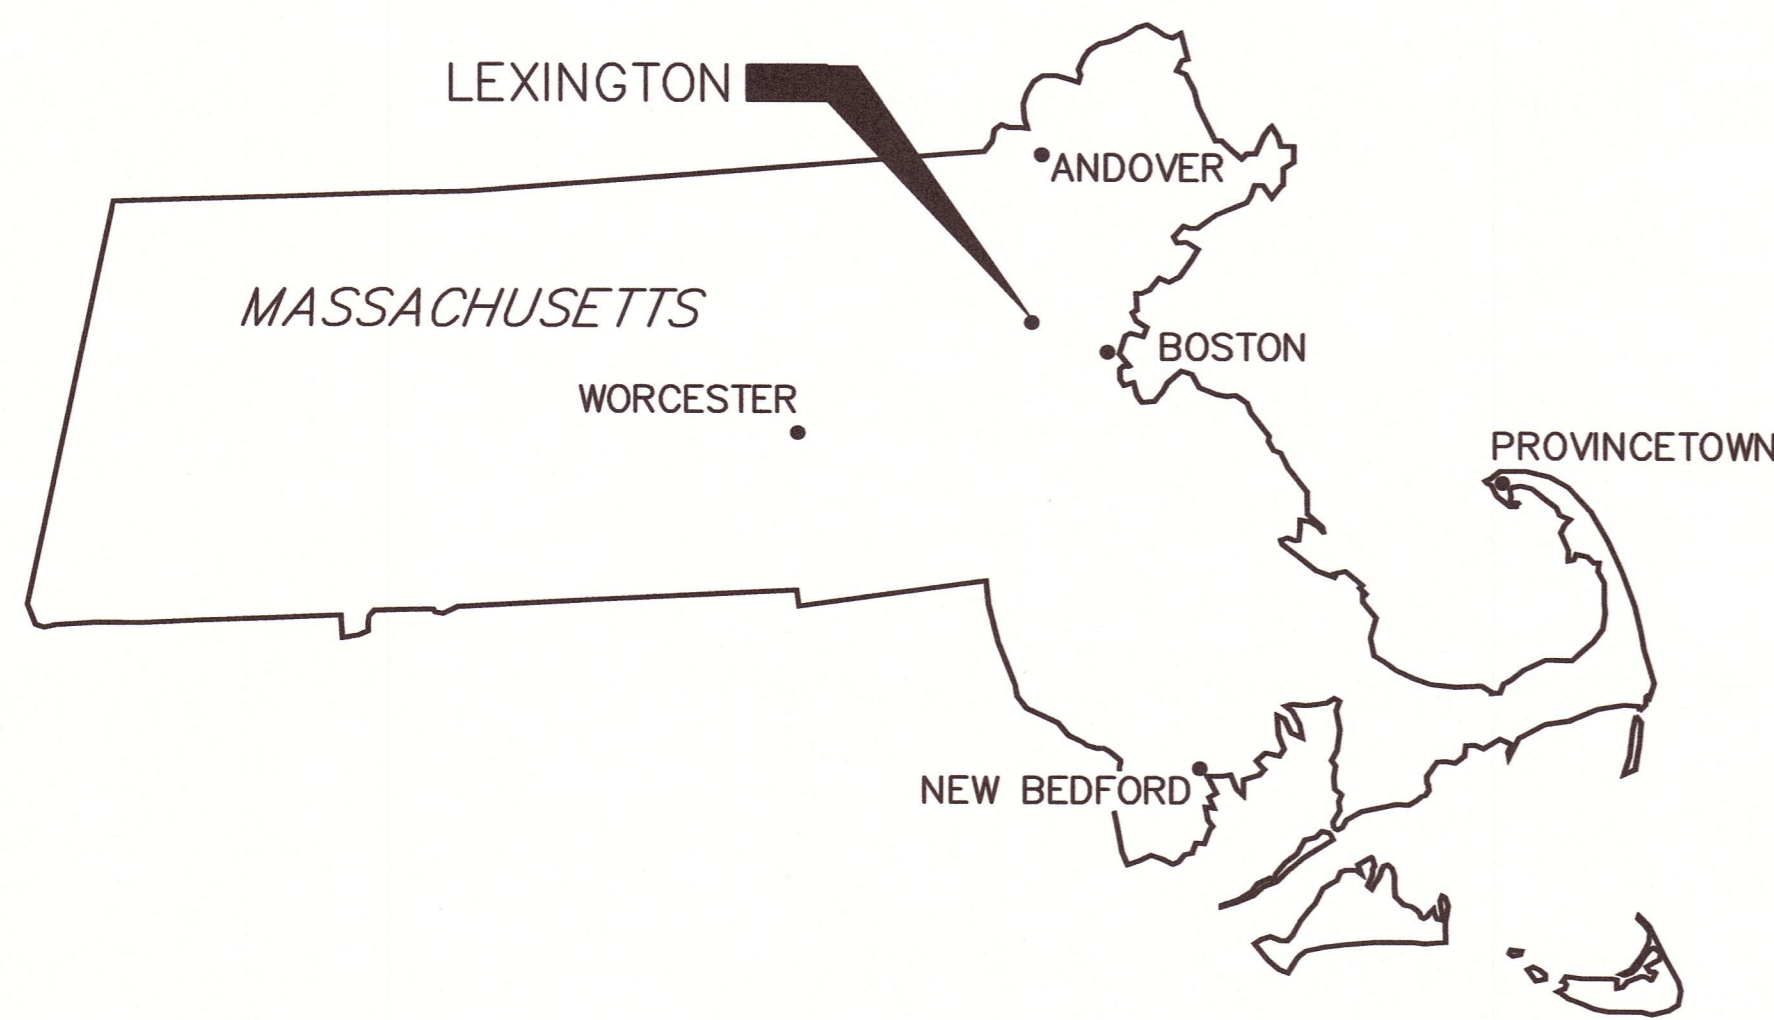 LEXINGTON
ANDOVER
MASSACHUSETTS
BOSTON
WORCESTER
PROVINCETOWN
NEW BEDFORD